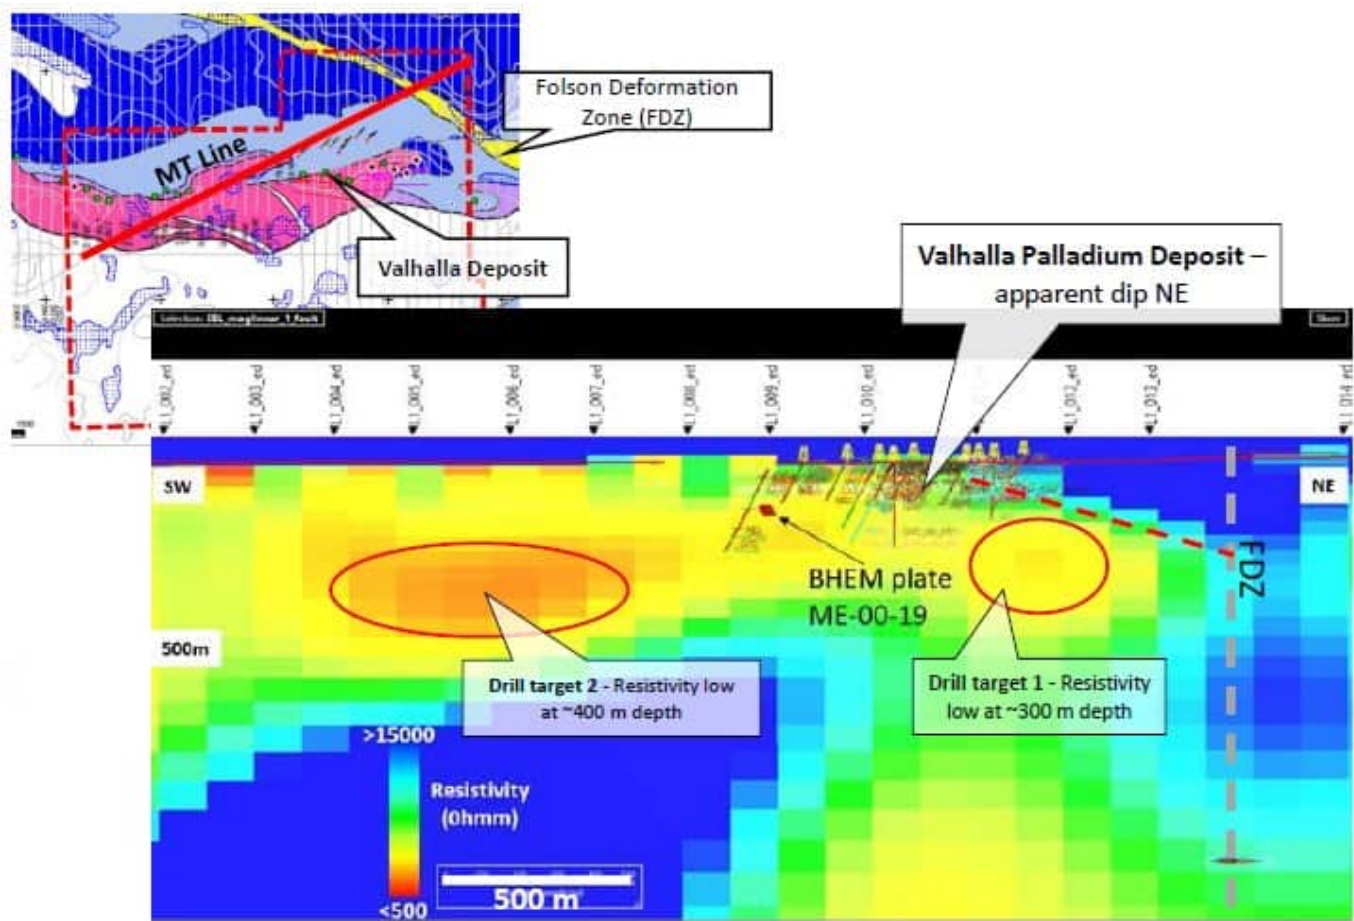 Folson Deformation
Zone (FDZ)
MT Line
Valhalla Deposit
Valhalla Palladium Deposit –
apparent dip NE
Share
L1_002_ed
L1_003_ed
L1_004_ed
L1_005_ed
L1_006_ed
L1_007_ed
L1_008_ed
L1_009_ed
L1_010_ed
L1_012_ed
L1_013_ed
L1_014_ed
SW
NE
BHEM plate
ME-00-19
FDZ
500m
Drill target 2 - Resistivity low
at ~400 m depth
Drill target 1 - Resistivity
low at ~300 m depth
>15000
Resistivity
(Ohmm)
500 m
<500